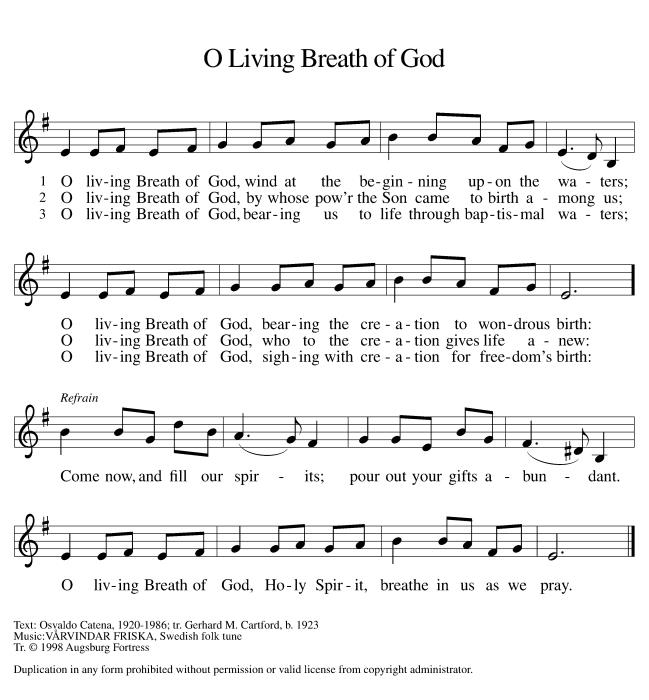 O Living Breath of God
1 O liv-ing Breath of God, wind at the be-gin-ning up-on the wa-ters;
2 O liv-ing Breath of God, by whose pow'r the Son came to birth a-mong us;
3 O liv-ing Breath of God, bear-ing us to life through bap-tis-mal wa-ters;
O liv-ing Breath of God, bear-ing the cre-a-tion to won-drous birth:
O liv-ing Breath of God, who to the cre-a-tion gives life a-new:
O liv-ing Breath of God, sigh-ing with cre-a-tion for free-dom's birth:
Refrain
Come now, and fill our spir-its; pour out your gifts a-bun-dant.
O liv-ing Breath of God, Ho-ly Spir-it, breathe in us as we pray.
Text: Osvaldo Catena, 1920-1986; tr. Gerhard M. Cartford, b. 1923
Music:VÅRVINDAR FRISKA, Swedish folk tune
Tr. © 1998 Augsburg Fortress
Duplication in any form prohibited without permission or valid license from copyright administrator.